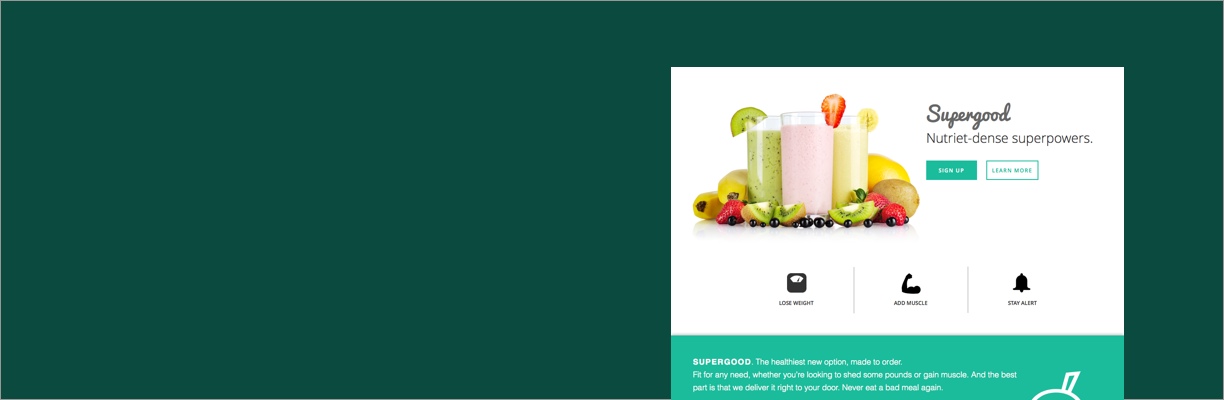 Supergood
Nutriet-dense superpowers.
SIGN UP
LEARN MORE
LOSE WEIGHT
ADD MUSCLE
STAY ALERT
SUPERGOOD. The healthiest new option, made to order.
Fit for any need, whether you're looking to shed some pounds or gain muscle. And the best
part is that we deliver it right to your door. Never eat a bad meal again.